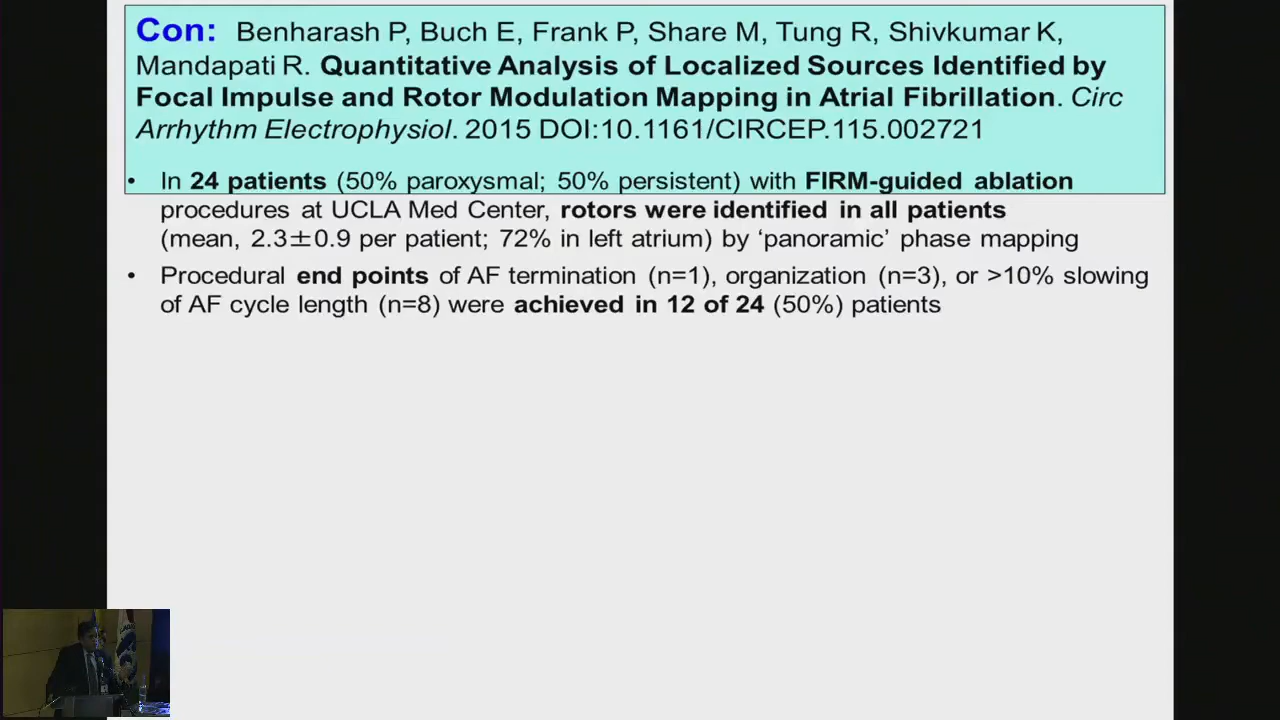 Con: Benharash P, Buch E, Frank P, Share M, Tung R, Shivkumar K,
Mandapati R. Quantitative Analysis of Localized Sources Identified by
Focal Impulse and Rotor Modulation Mapping in Atrial Fibrillation. Circ
Arrhythm Electrophysiol. 2015 DOI:10.1161/CIRCEP.115.002721
• In 24 patients (50% paroxysmal; 50% persistent) with FIRM-guided ablation
procedures at UCLA Med Center, rotors were identified in all patients
(mean, 2.3±0.9 per patient; 72% in left atrium) by ‘panoramic’ phase mapping
• Procedural end points of AF termination (n=1), organization (n=3), or >10% slowing
of AF cycle length (n=8) were achieved in 12 of 24 (50%) patients